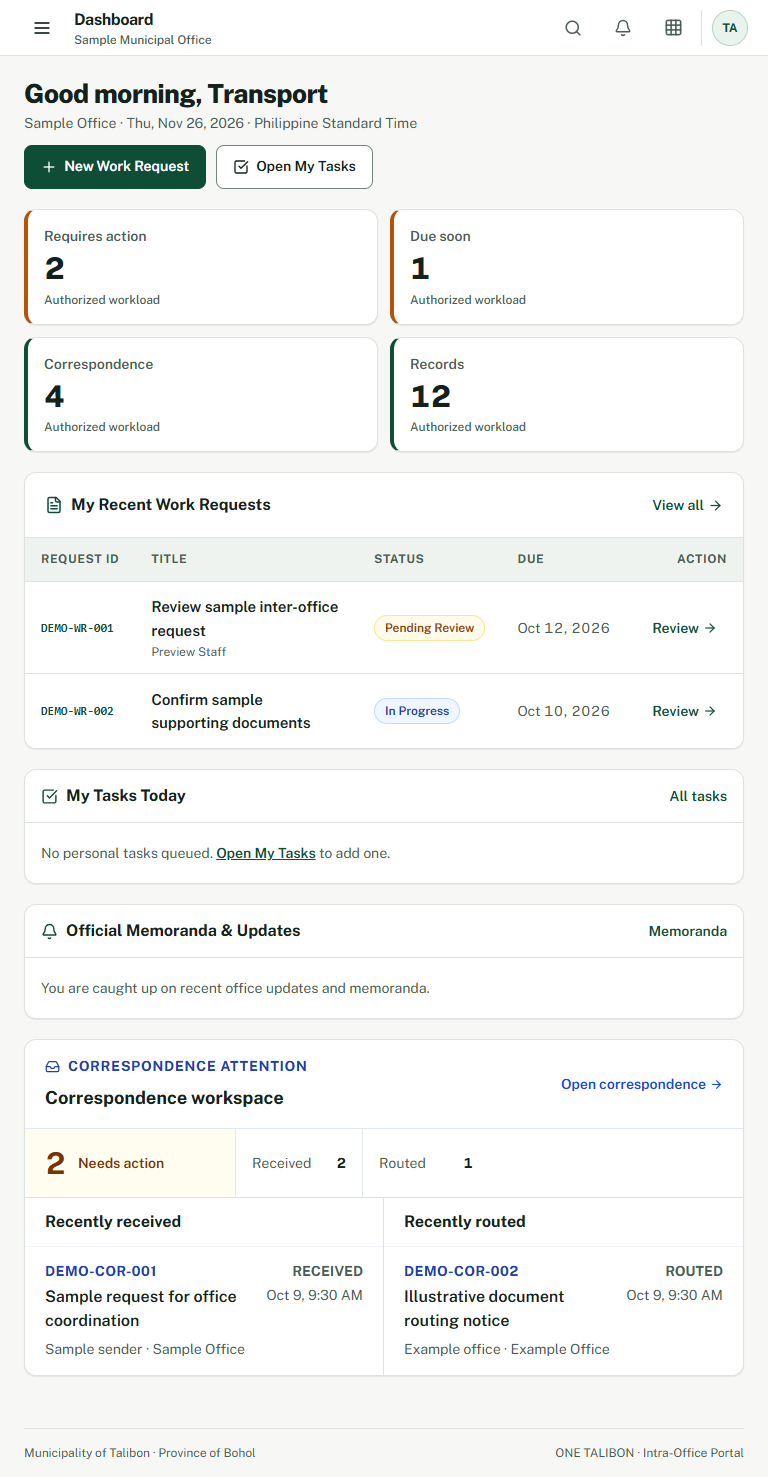 Dashboard
Sample Municipal Office
TA
Good morning, Transport
Sample Office · Thu, Nov 26, 2026 · Philippine Standard Time
New Work Request
Open My Tasks
Requires action
2
Authorized workload
Due soon
1
Authorized workload
Correspondence
4
Authorized workload
Records
12
Authorized workload
My Recent Work Requests
View all →
REQUEST ID TITLE STATUS DUE ACTION
DEMO-WR-001
Review sample inter-office
request
Preview Staff
Pending Review
Oct 12, 2026
Review →
DEMO-WR-002
Confirm sample
supporting documents
In Progress
Oct 10, 2026
Review →
My Tasks Today
All tasks
No personal tasks queued. Open My Tasks to add one.
Official Memoranda & Updates
Memoranda
You are caught up on recent office updates and memoranda.
CORRESPONDENCE ATTENTION
Correspondence workspace
Open correspondence →
2 Needs action
Received 2
Routed 1
Recently received
DEMO-COR-001 RECEIVED
Sample request for office
coordination
Oct 9, 9:30 AM
Sample sender · Sample Office
Recently routed
DEMO-COR-002 ROUTED
Illustrative document
routing notice
Oct 9, 9:30 AM
Example office · Example Office
Municipality of Talibon · Province of Bohol
ONE TALIBON · Intra-Office Portal